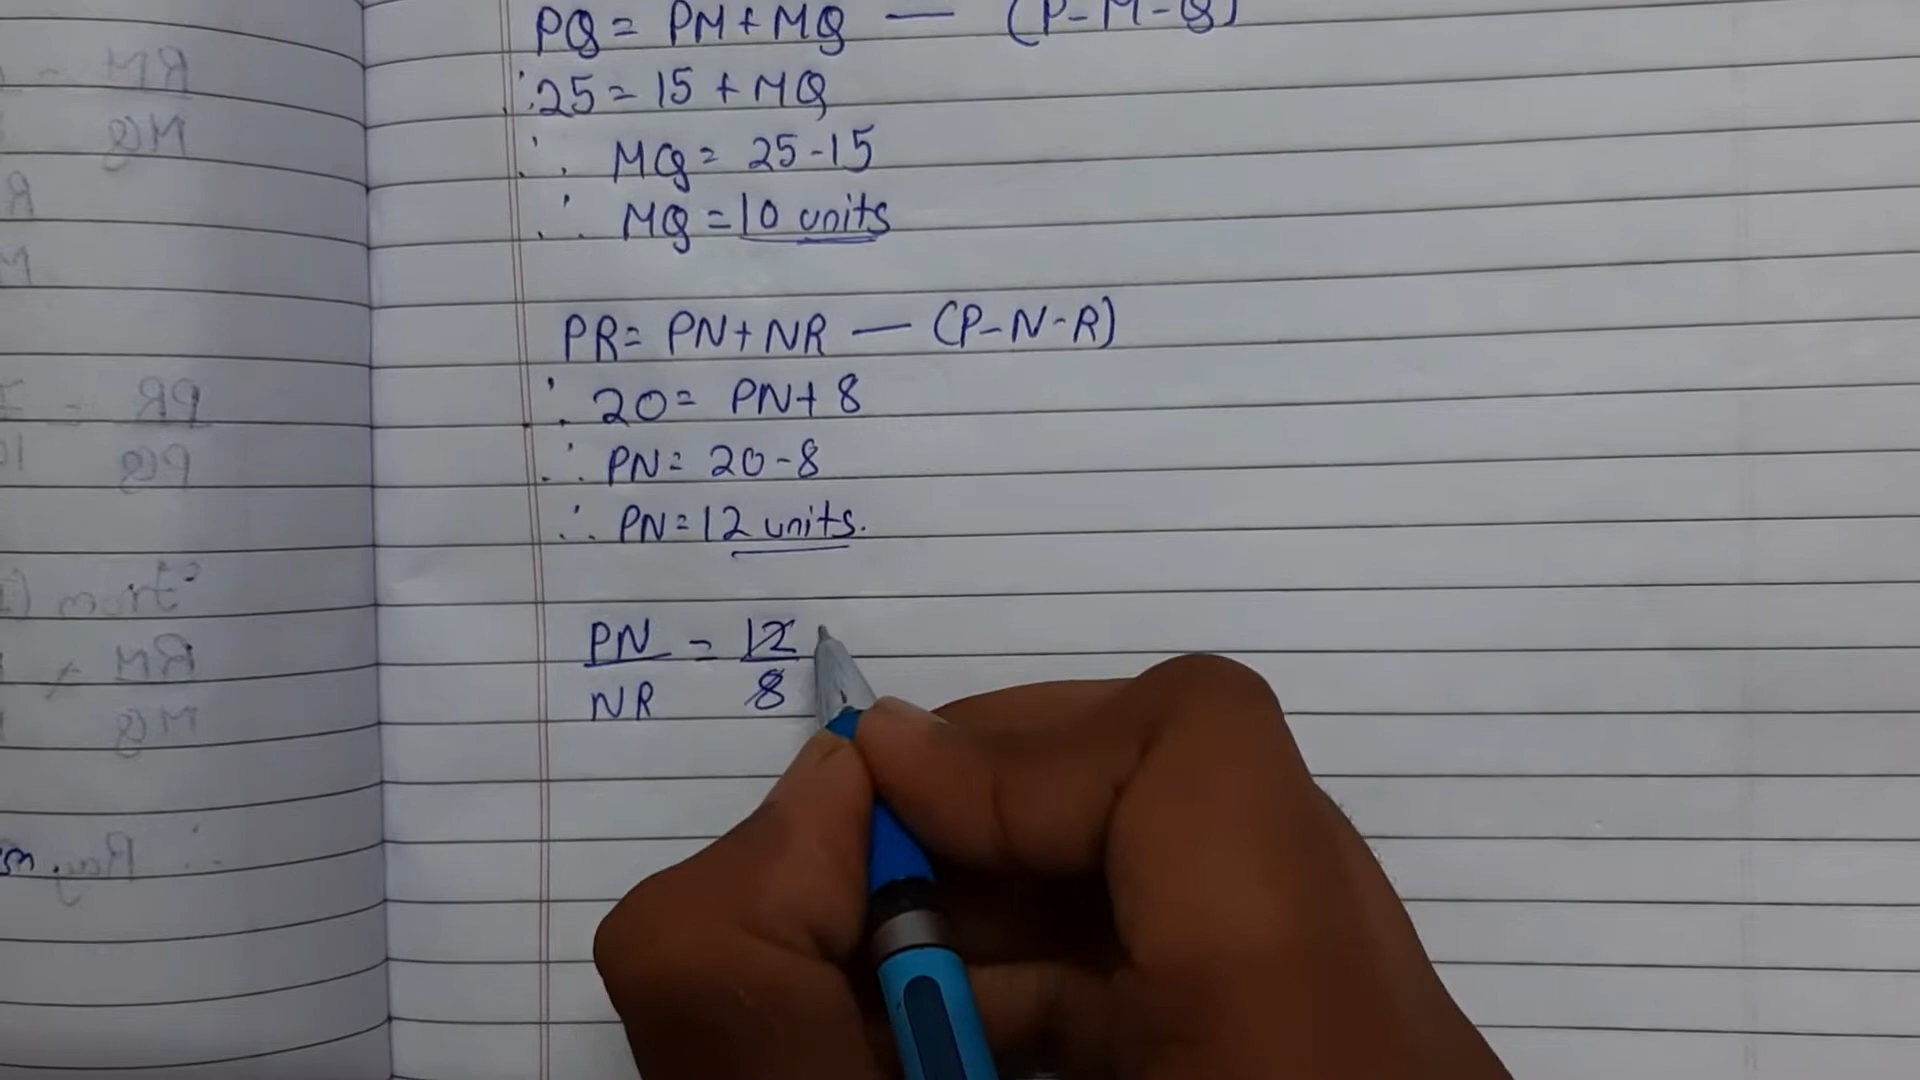 PQ = PM + MQ — (P-M-Q)
∴ 25 = 15 + MQ
∴ MQ = 25-15
∴ MQ = 10 units
PR = PN + NR — (P-N-R)
∴ 20 = PN + 8
∴ PN = 20-8
∴ PN = 12 units.
PN = 12
NR 8